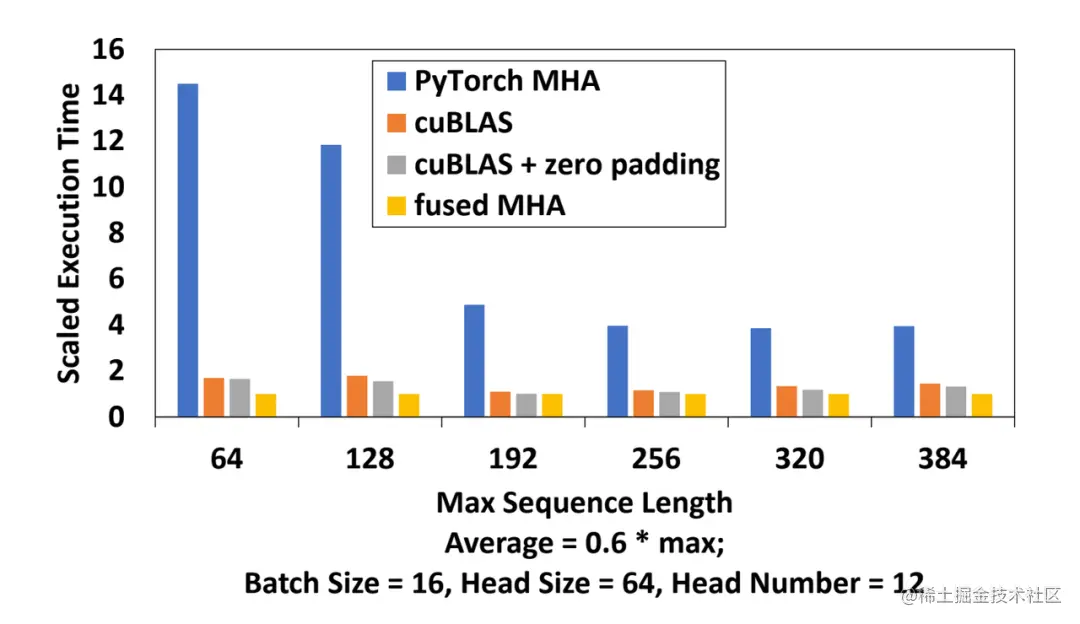 16
14
12
10
8
6
4
2
0
Scaled Execution Time
PyTorch MHA
cuBLAS
cuBLAS + zero padding
fused MHA
64 128 192 256 320 384
Max Sequence Length
Average = 0.6 * max;
Batch Size = 16, Head Size = 64, Head Number = 12
@稀土掘金技术社区